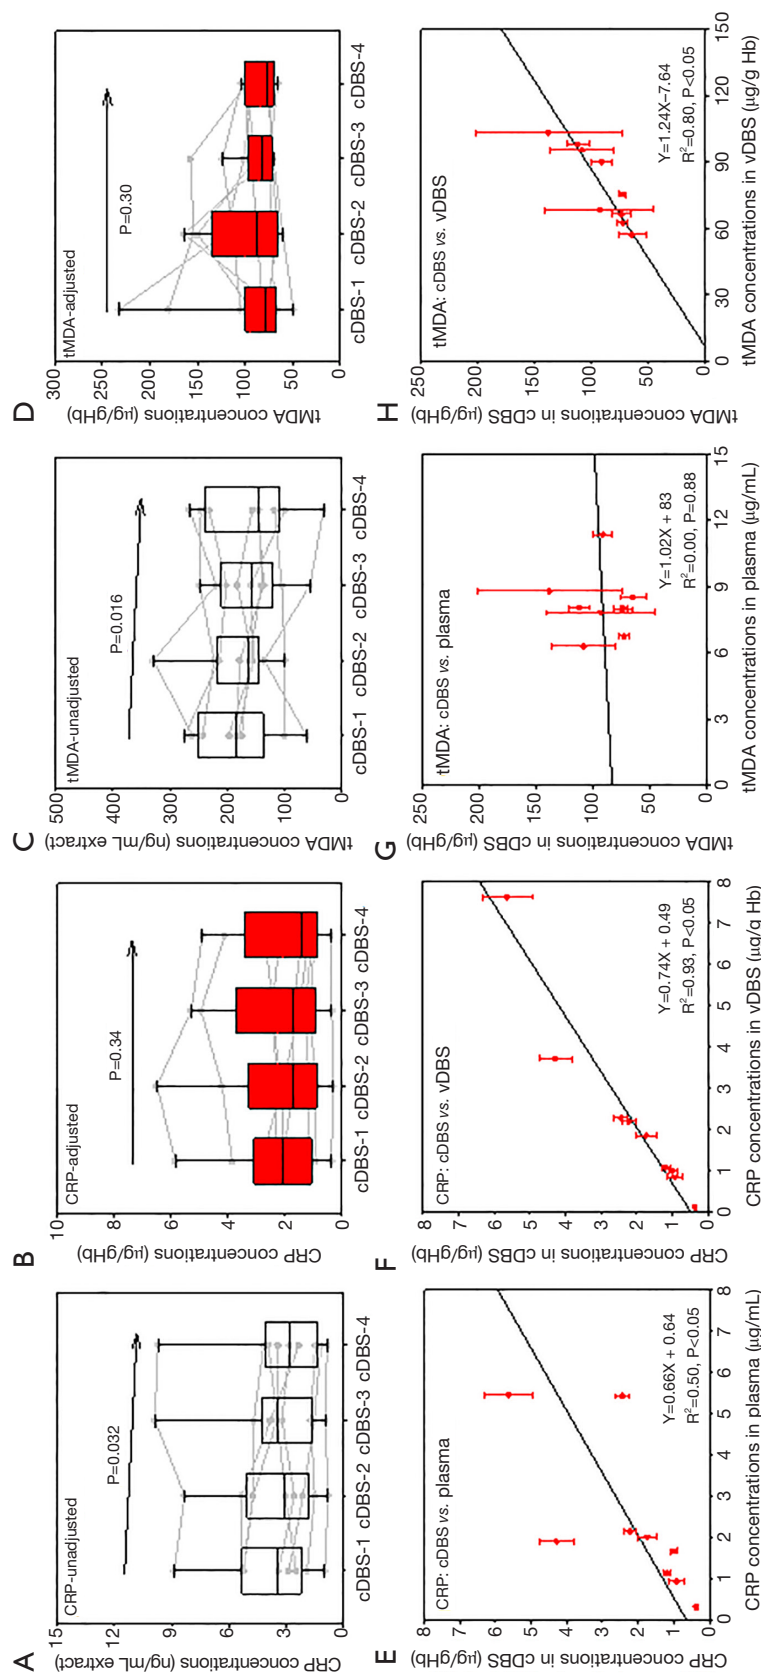 A
CRP concentrations (ng/mL extract)
15
12
9
6
3
0
CRP-unadjusted
P=0.032
cDBS-1 cDBS-2 cDBS-3 cDBS-4
B
CRP concentrations (μg/gHb)
10
8
6
4
2
0
CRP-adjusted
P=0.34
cDBS-1 cDBS-2 cDBS-3 cDBS-4
C
tMDA concentrations (ng/mL extract)
500
400
300
200
100
0
tMDA-unadjusted
P=0.016
cDBS-1 cDBS-2 cDBS-3 cDBS-4
D
tMDA concentrations (μg/gHb)
300
250
200
150
100
50
0
tMDA-adjusted
P=0.30
cDBS-1 cDBS-2 cDBS-3 cDBS-4
E
CRP concentrations in cDBS (μg/gHb)
8
7
6
5
4
3
2
1
0
CRP: cDBS vs. plasma
Y=0.66X + 0.64
R²=0.50, P<0.05
0 1 2 3 4 5 6 7 8
CRP concentrations in plasma (μg/mL)
F
CRP concentrations in cDBS (μg/gHb)
8
7
6
5
4
3
2
1
0
CRP: cDBS vs. vDBS
Y=0.74X + 0.49
R²=0.93, P<0.05
0 1 2 3 4 5 6 7 8
CRP concentrations in vDBS (μg/g Hb)
G
tMDA concentrations in cDBS (μg/gHb)
250
200
150
100
50
0
tMDA: cDBS vs. plasma
Y=1.02X + 83
R²=0.00, P=0.88
0 3 6 9 12 15
tMDA concentrations in plasma (μg/mL)
H
tMDA concentrations in cDBS (μg/gHb)
250
200
150
100
50
0
tMDA: cDBS vs. vDBS
Y=1.24X–7.64
R²=0.80, P<0.05
0 30 60 90 120 150
tMDA concentrations in vDBS (μg/g Hb)